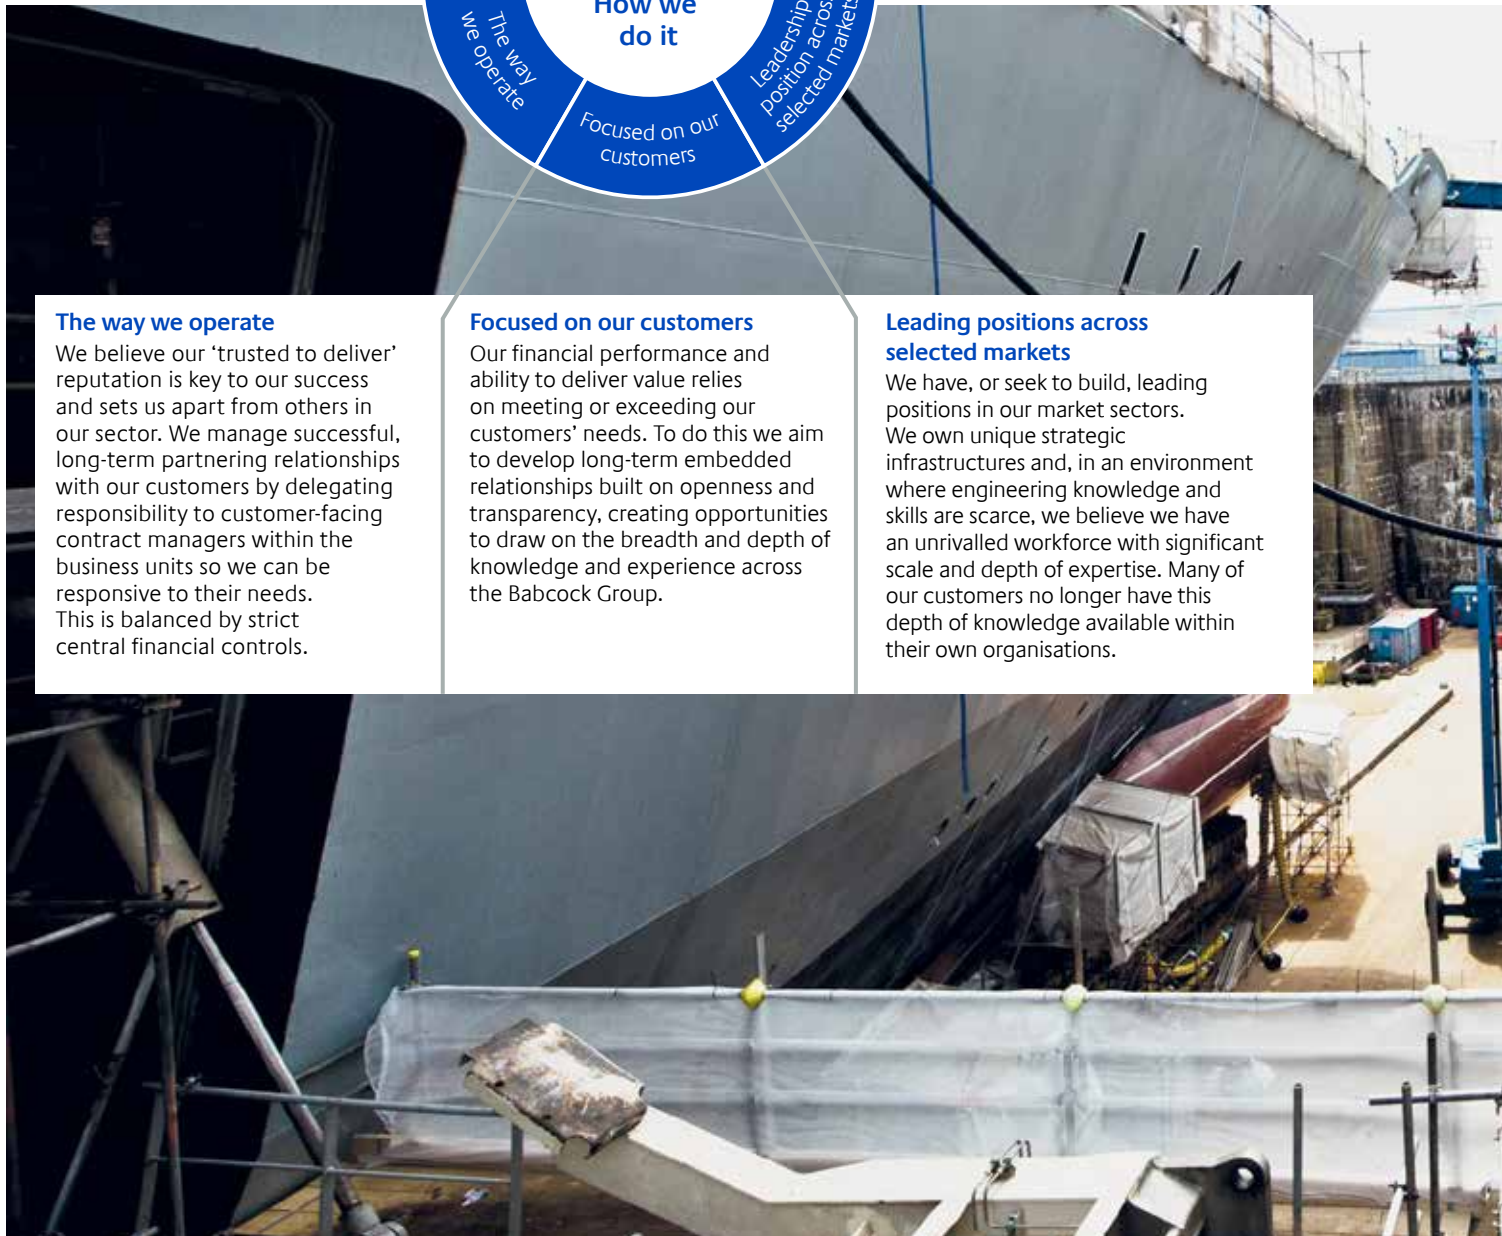 How we
do it
The way
we operate
Focused on our
customers
Leadership
position across
selected markets
The way we operate
We believe our ‘trusted to deliver’
reputation is key to our success
and sets us apart from others in
our sector. We manage successful,
long-term partnering relationships
with our customers by delegating
responsibility to customer-facing
contract managers within the
business units so we can be
responsive to their needs.
This is balanced by strict
central financial controls.
Focused on our customers
Our financial performance and
ability to deliver value relies
on meeting or exceeding our
customers’ needs. To do this we aim
to develop long-term embedded
relationships built on openness and
transparency, creating opportunities
to draw on the breadth and depth of
knowledge and experience across
the Babcock Group.
Leading positions across
selected markets
We have, or seek to build, leading
positions in our market sectors.
We own unique strategic
infrastructures and, in an environment
where engineering knowledge and
skills are scarce, we believe we have
an unrivalled workforce with significant
scale and depth of expertise. Many of
our customers no longer have this
depth of knowledge available within
their own organisations.